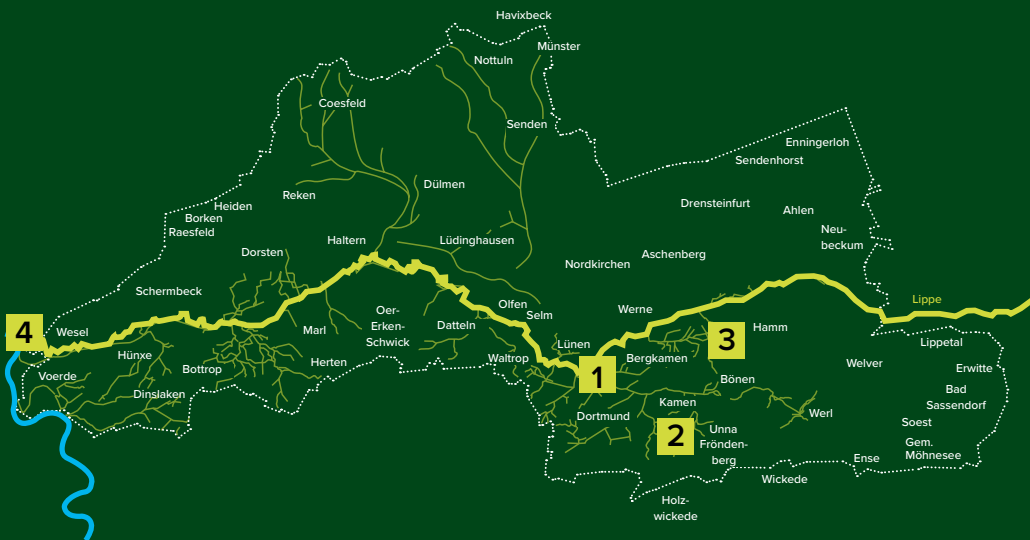 Havixbeck
Münster
Nottuln
Coesfeld
Senden
Enningerloh
Sendenhorst
Dülmen
Reken
Drensteinfurt
Ahlen
Heiden
Borken
Raesfeld
Neu-
beckum
Haltern
Lüdinghausen
Dorsten
Aschenberg
Nordkirchen
Schermbeck
Lippe
Olfen
Selm
Werne
Oer-
Erken-
Schwick
Datteln
Marl
4
Wesel
Hamm
3
Lünen
Lippetal
Hünxe
Waltrop
Bergkamen
Herten
Bottrop
Welver
Erwitte
Voerde
1
Bönen
Bad
Sassendorf
Dinslaken
Kamen
Dortmund
Werl
Soest
2
Unna
Frönden-
berg
Gem.
Möhnesee
Ense
Wickede
Holz-
wickede